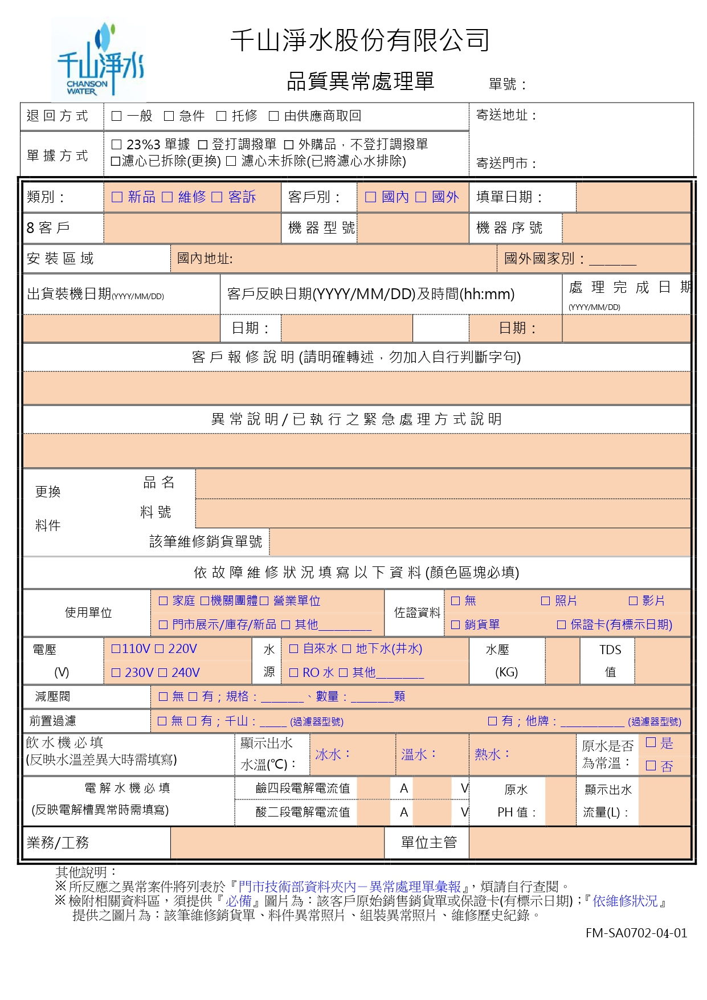 千山淨水
CHANSON
WATER
千山淨水股份有限公司
品質異常處理單 單號：
退回方式 □ 一般 □ 急件 □ 托修 □ 由供應商取回 寄送地址：
單據方式 □ 23%3 單據 □ 登打調撥單 □ 外購品，不登打調撥單
□濾心已拆除(更換) □ 濾心未拆除(已將濾心水排除) 寄送門市：
類別： □ 新品 □ 維修 □ 客訴 客戶別： □ 國內 □ 國外 填單日期：
8客戶 機器型號 機器序號
安裝區域 國內地址: 國外國家別：______
出貨裝機日期(YYYY/MM/DD) 客戶反映日期(YYYY/MM/DD)及時間(hh:mm) 處理完成日期
(YYYY/MM/DD)
日期： 日期：
客戶報修說明(請明確轉述，勿加入自行判斷字句)
異常說明/已執行之緊急處理方式說明
更換 品名
料件 料號
該筆維修銷貨單號
依故障維修狀況填寫以下資料(顏色區塊必填)
使用單位 □ 家庭 □機關團體□ 營業單位 佐證資料 □ 無 □ 照片 □ 影片
□ 門市展示/庫存/新品 □ 其他________ □ 銷貨單 □ 保證卡(有標示日期)
電壓 □110V □ 220V 水 □ 自來水 □ 地下水(井水) 水壓 TDS
(V) □ 230V □ 240V 源 □ RO 水 □ 其他_______ (KG) 值
減壓閥 □ 無 □ 有；規格：______、數量：______顆
前置過濾 □ 無 □ 有；千山：____ (過濾器型號) □ 有；他牌：_________ (過濾器型號)
飲水機必填 顯示出水 冰水： 溫水： 熱水： 原水是否 □ 是
(反映水溫差異大時需填寫) 水溫(℃)： 為常溫： □ 否
電解水機必填 鹼四段電解電流值 A V 原水 顯示出水
(反映電解槽異常時需填寫) 酸二段電解電流值 A V PH 值： 流量(L)：
業務/工務 單位主管
其他說明：
※所反應之異常案件將列表於『門市技術部資料夾內－異常處理單彙報』，煩請自行查閱。
※檢附相關資料區，須提供『必備』圖片為：該客戶原始銷售銷貨單或保證卡(有標示日期)；『依維修狀況』
提供之圖片為：該筆維修銷貨單、料件異常照片、組裝異常照片、維修歷史紀錄。
FM-SA0702-04-01